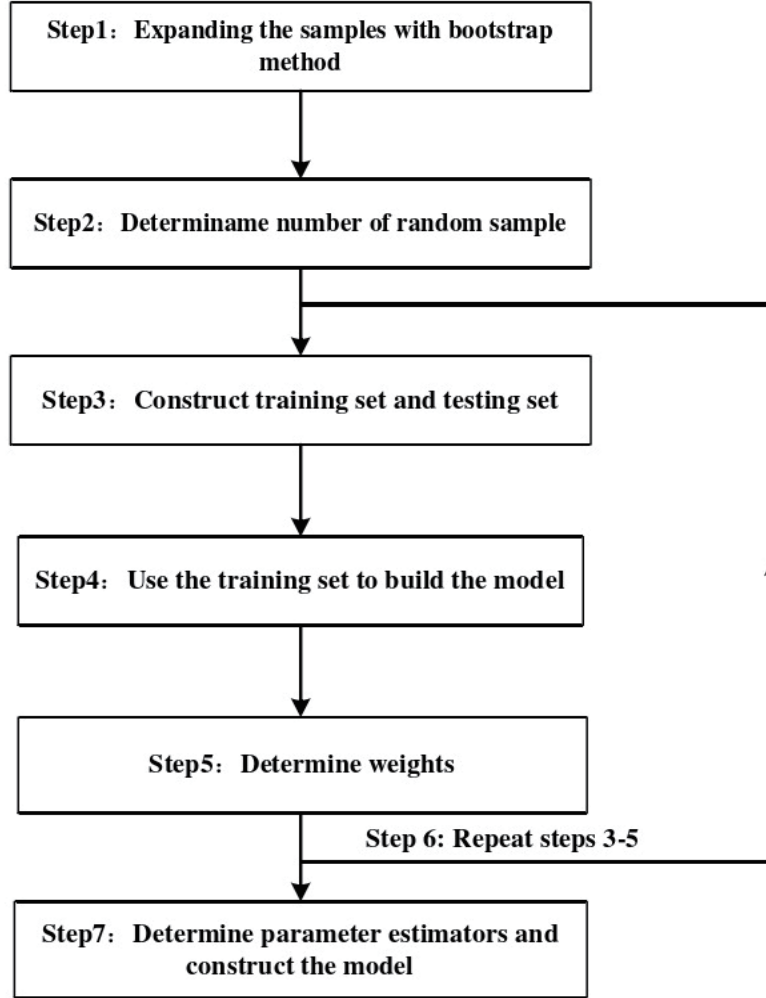 Step1：Expanding the samples with bootstrap
method
Step2：Determiname number of random sample
Step3：Construct training set and testing set
Step4：Use the training set to build the model
Step5：Determine weights
Step 6: Repeat steps 3-5
Step7：Determine parameter estimators and
construct the model